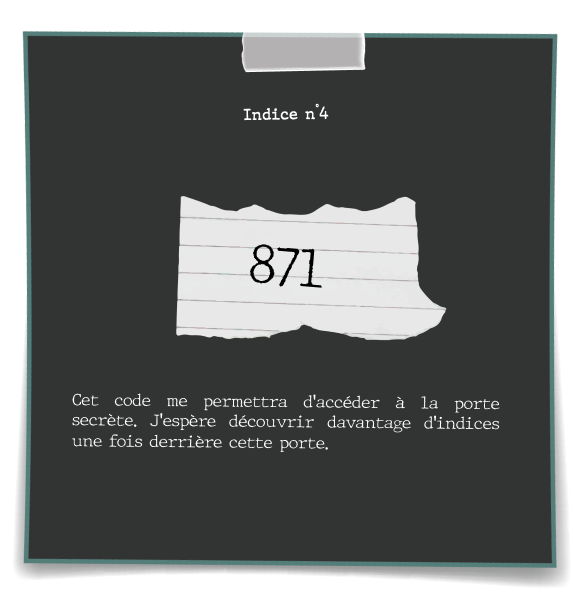 Indice n°4
871
Cet code me permettra d'accéder à la porte
secrète. J'espère découvrir davantage d'indices
une fois derrière cette porte.